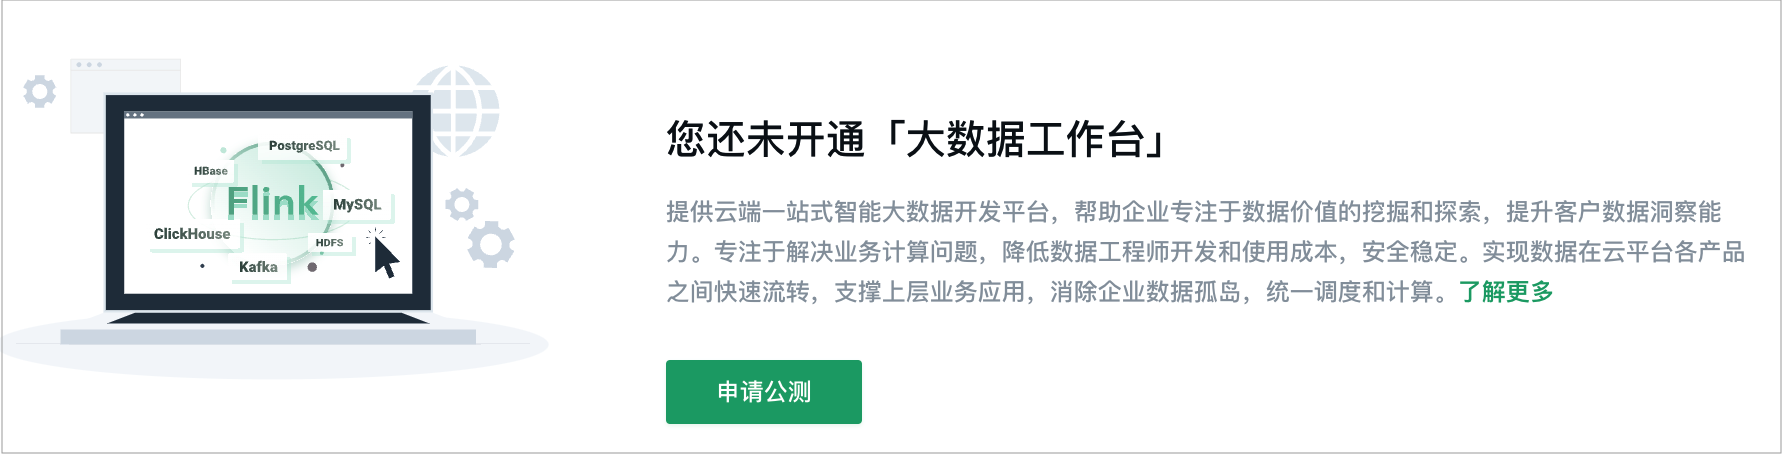 PostgreSQL
HBase
Flink
MySQL
ClickHouse
HDFS
Kafka
您还未开通「大数据工作台」
提供云端一站式智能大数据开发平台，帮助企业专注于数据价值的挖掘和探索，提升客户数据洞察能
力。专注于解决业务计算问题，降低数据工程师开发和使用成本，安全稳定。实现数据在云平台各产品
之间快速流转，支撑上层业务应用，消除企业数据孤岛，统一调度和计算。了解更多
申请公测